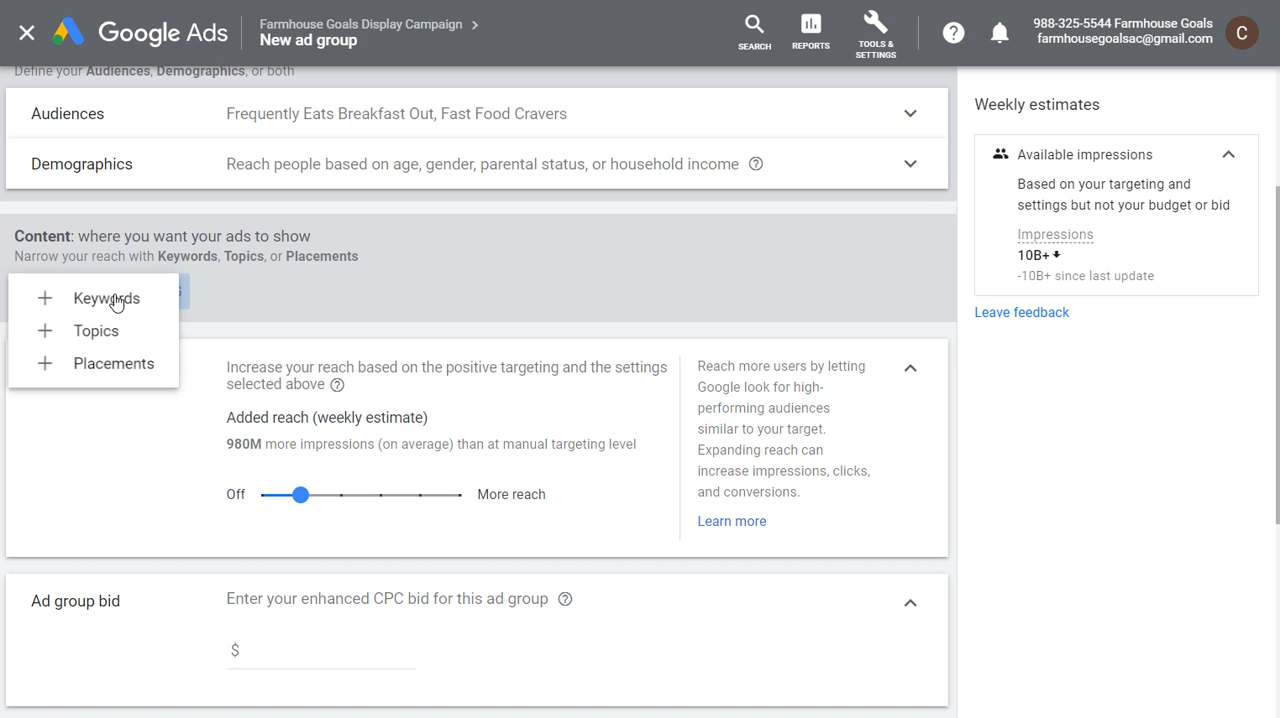 Google Ads
Farmhouse Goals Display Campaign
New ad group
SEARCH
REPORTS
TOOLS &
SETTINGS
988-325-5544 Farmhouse Goals
farmhousegoalsac@gmail.com
C
Define your Audiences, Demographics, or both
Audiences
Frequently Eats Breakfast Out, Fast Food Cravers
Demographics
Reach people based on age, gender, parental status, or household income
Content: where you want your ads to show
Narrow your reach with Keywords, Topics, or Placements
Keywords
Topics
Placements
Increase your reach based on the positive targeting and the settings
selected above
Added reach (weekly estimate)
980M more impressions (on average) than at manual targeting level
Off
More reach
Reach more users by letting
Google look for high-
performing audiences
similar to your target.
Expanding reach can
increase impressions, clicks,
and conversions.
Learn more
Ad group bid
Enter your enhanced CPC bid for this ad group
$
Weekly estimates
Available impressions
Based on your targeting and
settings but not your budget or bid
Impressions
10B+
-10B+ since last update
Leave feedback